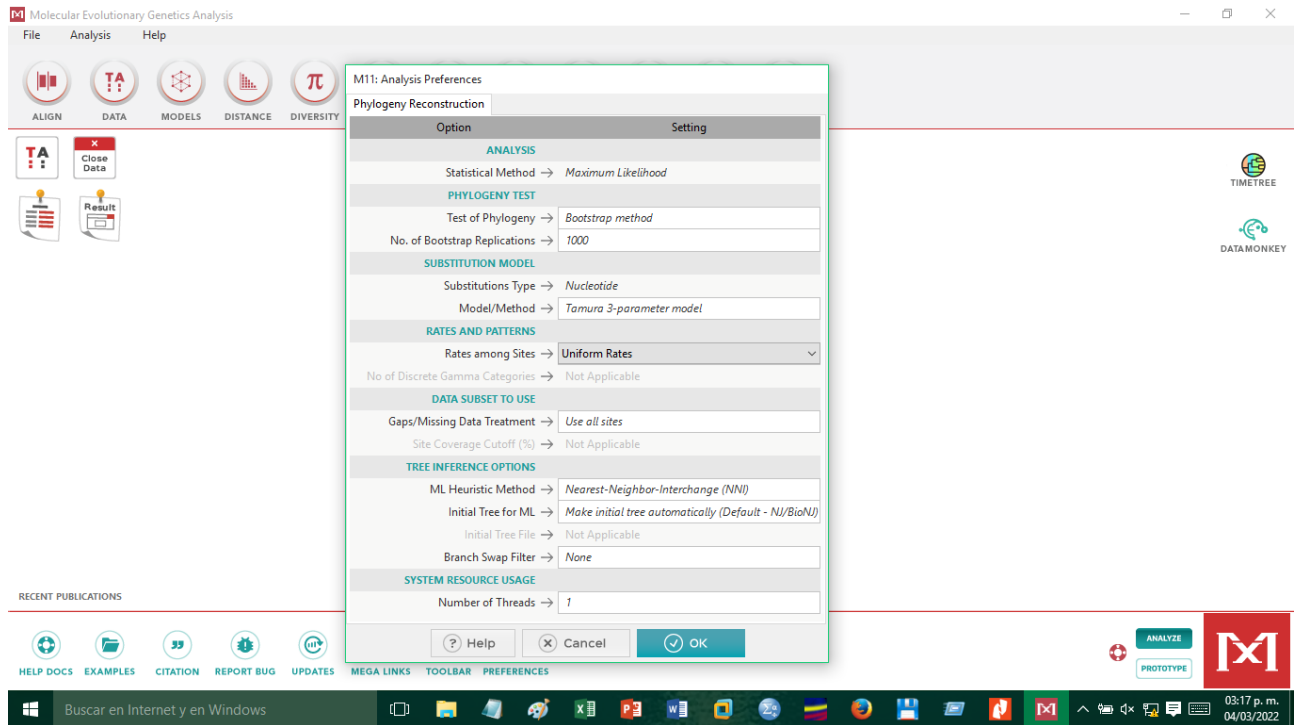 Molecular Evolutionary Genetics Analysis
File Analysis Help
ALIGN DATA MODELS DISTANCE DIVERSITY
TA
M11: Analysis Preferences
Phylogeny Reconstruction
Option Setting
ANALYSIS
Statistical Method → Maximum Likelihood
PHYLOGENY TEST
Test of Phylogeny → Bootstrap method
No. of Bootstrap Replications → 1000
SUBSTITUTION MODEL
Substitutions Type → Nucleotide
Model/Method → Tamura 3-parameter model
RATES AND PATTERNS
Rates among Sites → Uniform Rates
No of Discrete Gamma Categories → Not Applicable
DATA SUBSET TO USE
Gaps/Missing Data Treatment → Use all sites
Site Coverage Cutoff (%) → Not Applicable
TREE INFERENCE OPTIONS
ML Heuristic Method → Nearest-Neighbor-Interchange (NNI)
Initial Tree for ML → Make initial tree automatically (Default - NJ/BioNJ)
Initial Tree File → Not Applicable
Branch Swap Filter → None
SYSTEM RESOURCE USAGE
Number of Threads → 1
Help Cancel OK
TA
Close
Data
Result
TIMETREE
DATAMONKEY
RECENT PUBLICATIONS
HELP DOCS EXAMPLES CITATION REPORT BUG UPDATES MEGA LINKS TOOLBAR PREFERENCES
ANALYZE
PROTOTYPE
Buscar en Internet y en Windows
03:17 p. m.
04/03/2022